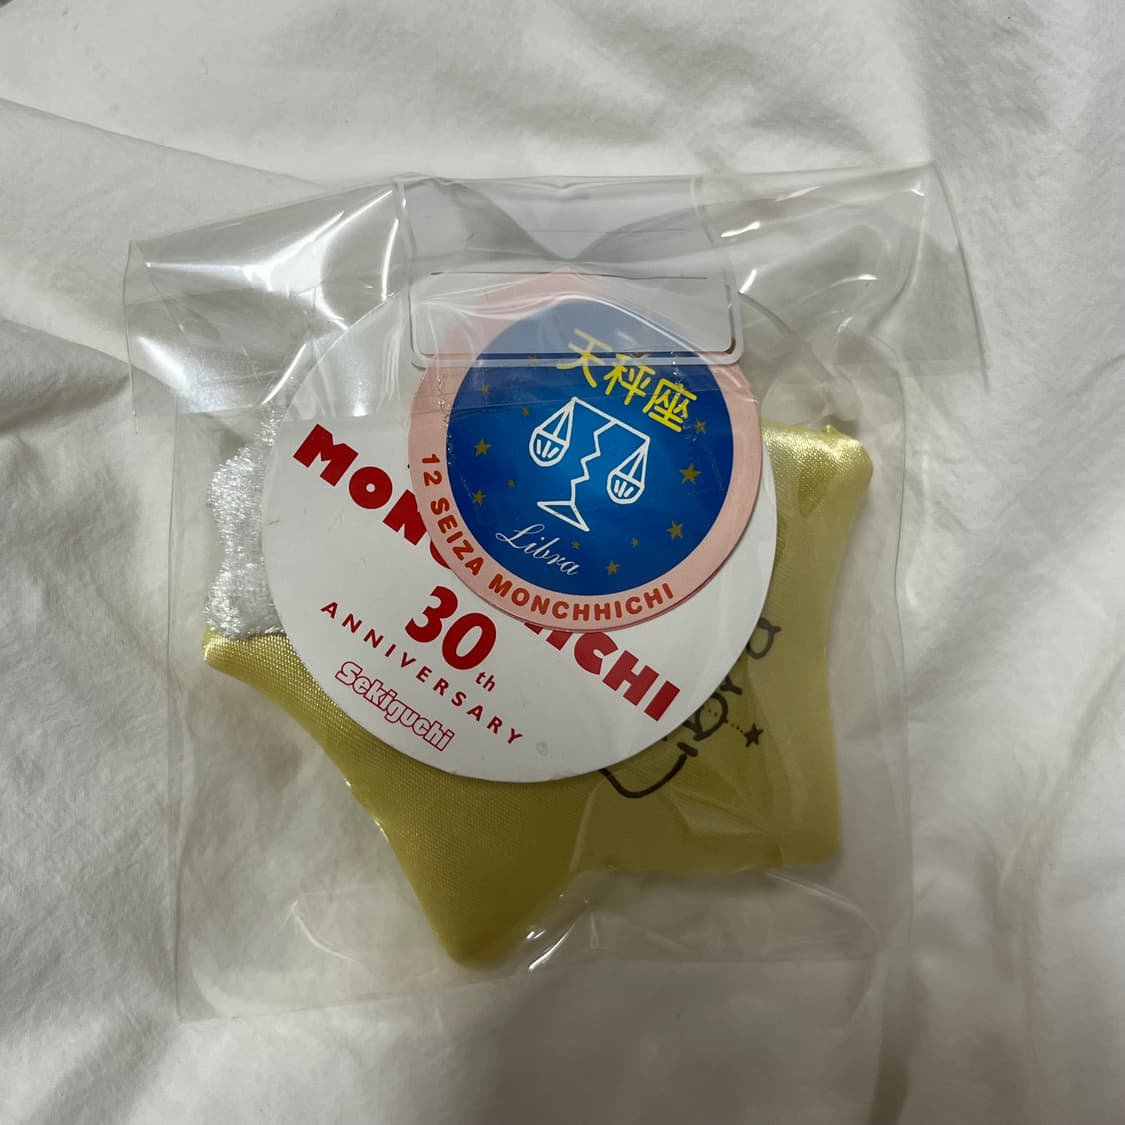 天秤座
Libra
12 SEIZA MONCHHICHI
30th
ANNIVERSARY
Sekiguchi